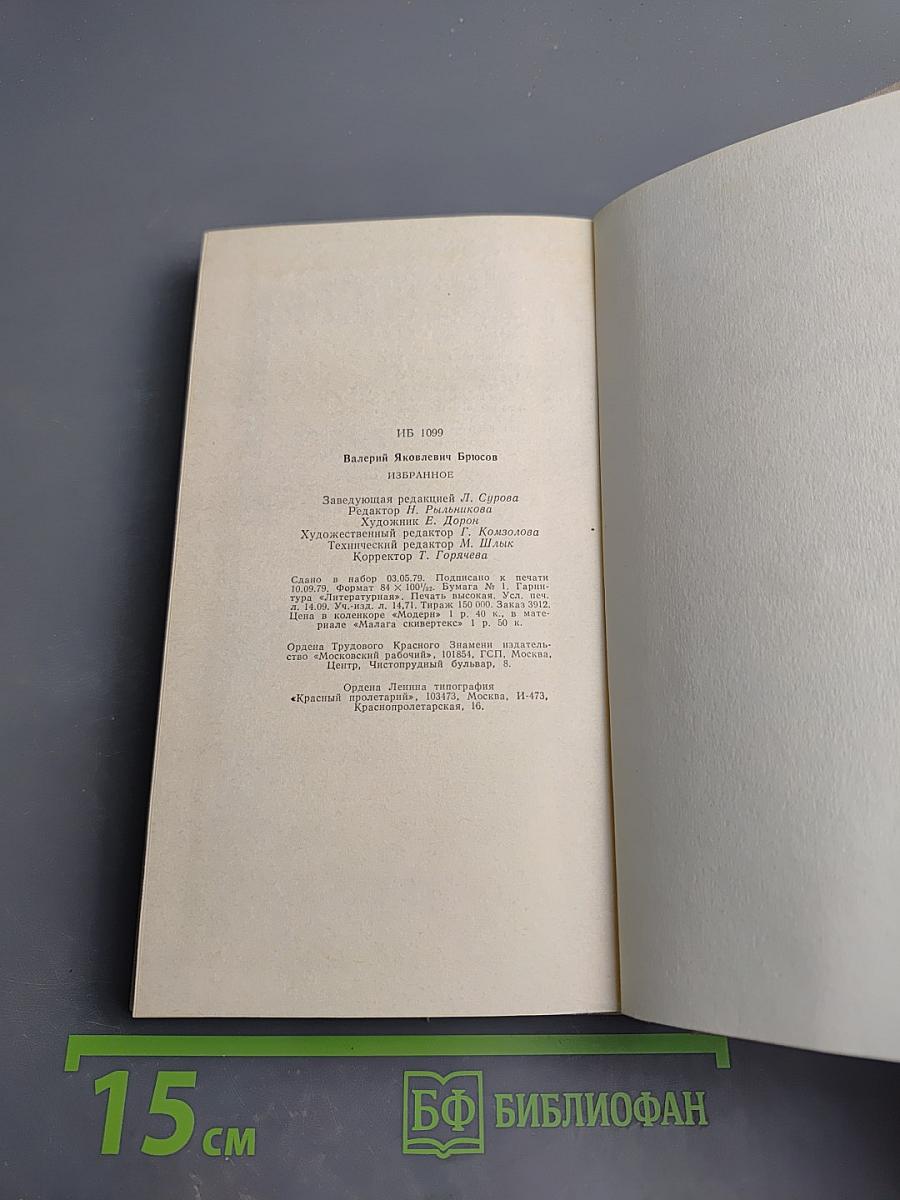 ИБ 1099
Валерий Яковлевич Брюсов
ИЗБРАННОЕ
Заведующая редакцией Л. Сурова
Редактор Н. Рыльникова
Художник Е. Дорон
Художественный редактор Г. Комзолова
Технический редактор М. Шлык
Корректор Т. Горячева
Сдано в набор 03.05.79. Подписано к печати
10.09.79. Формат 84 × 100¹/₃₂. Бумага № 1. Гарни-
тура «Литературная». Печать высокая. Усл. печ.
л. 14.09. Уч.-изд. л. 14,71. Тираж 150 000. Заказ 3912.
Цена в коленкоре «Модерн» 1 р. 40 к., в мате-
риале «Малага скивертекс» 1 р. 50 к.
Ордена Трудового Красного Знамени издатель-
ство «Московский рабочий», 101854, ГСП, Москва,
Центр, Чистопрудный бульвар, 8.
Ордена Ленина типография
«Красный пролетарий», 103473, Москва, И-473,
Краснопролетарская, 16.
15 см
БФ БИБЛИОФАН